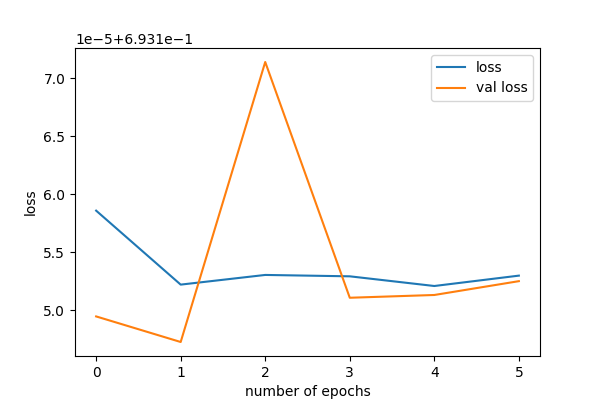 1e−5+6.931e−1
7.0
6.5
6.0
5.5
5.0
loss
loss
val loss
0 1 2 3 4 5
number of epochs